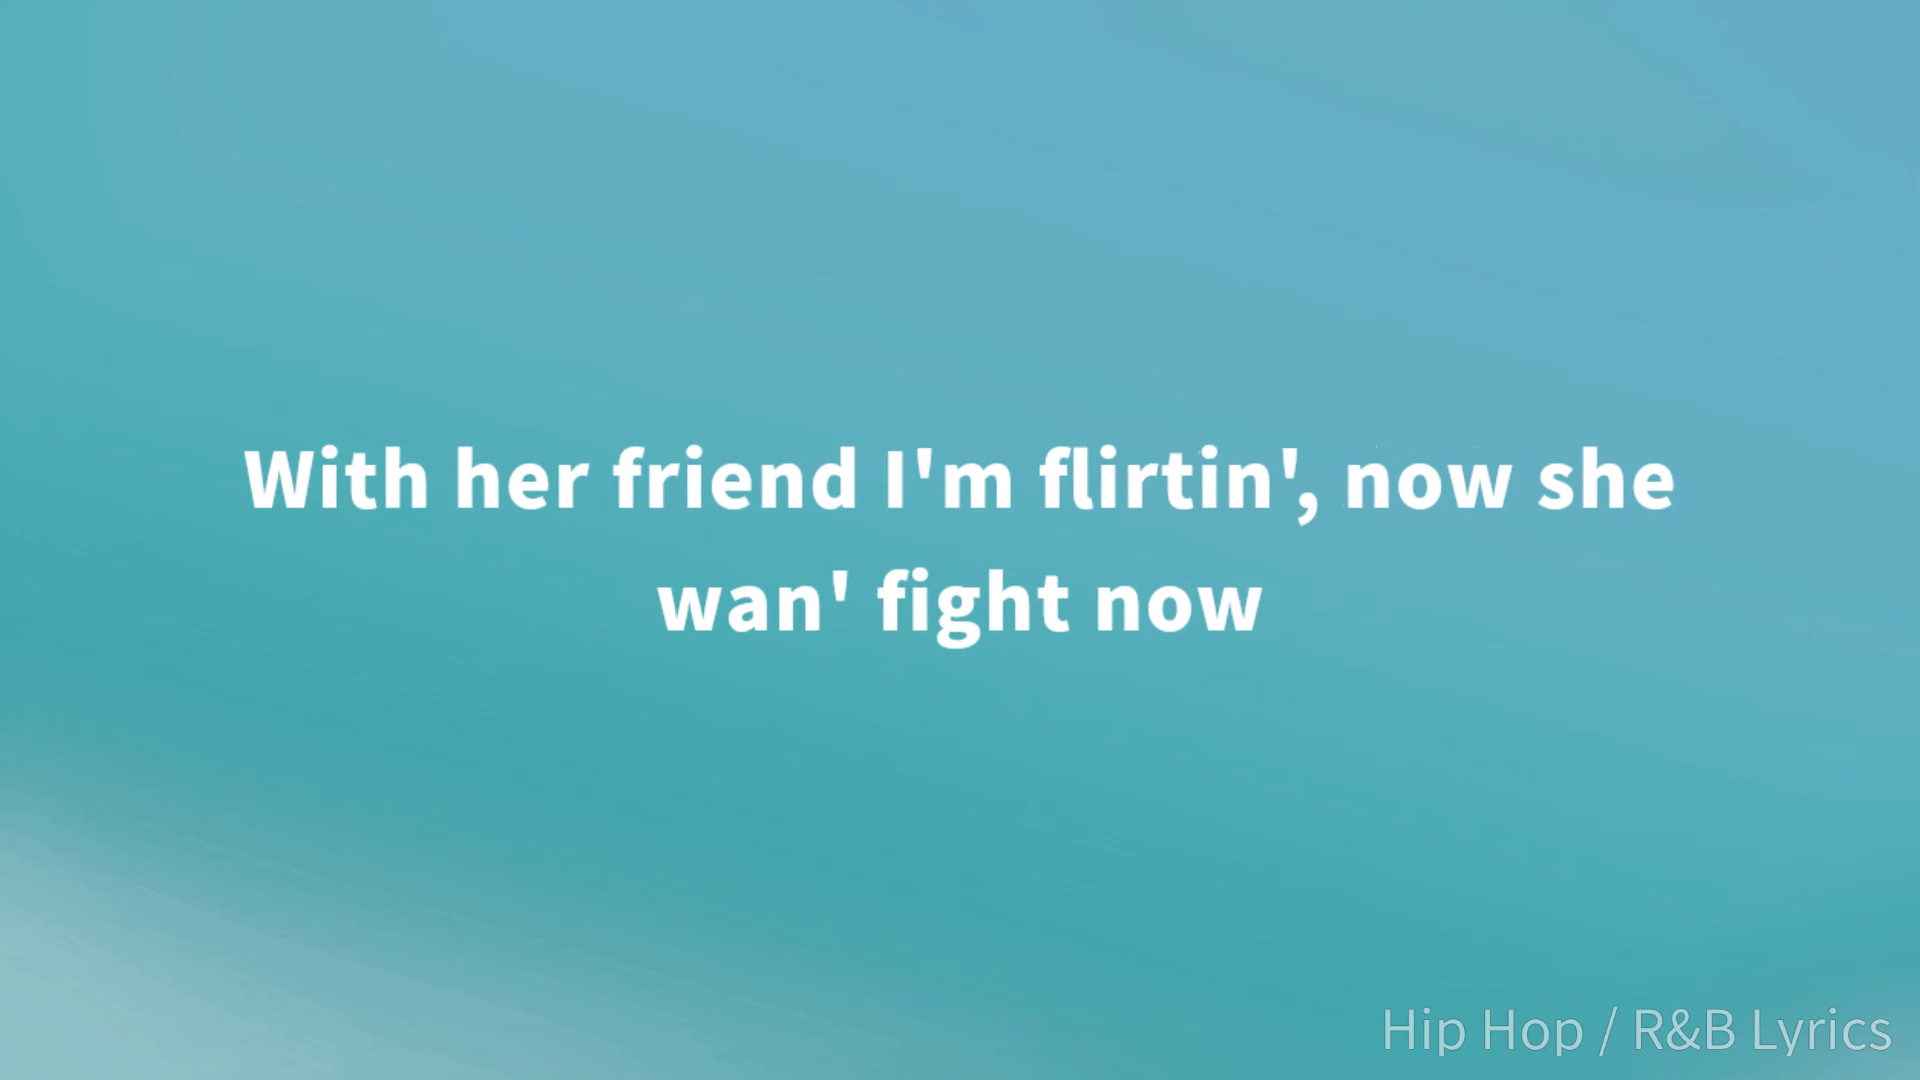 With her friend I'm flirtin', now she
wan' fight now
Hip Hop / R&B Lyrics